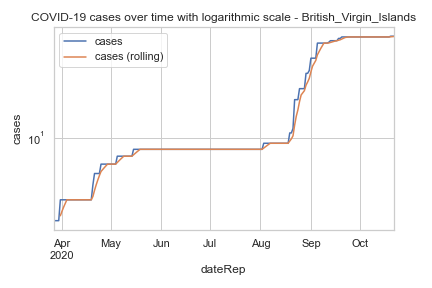 COVID-19 cases over time with logarithmic scale - British_Virgin_Islands
cases
cases (rolling)
cases
10¹
Apr
2020
May
Jun
Jul
Aug
Sep
Oct
dateRep